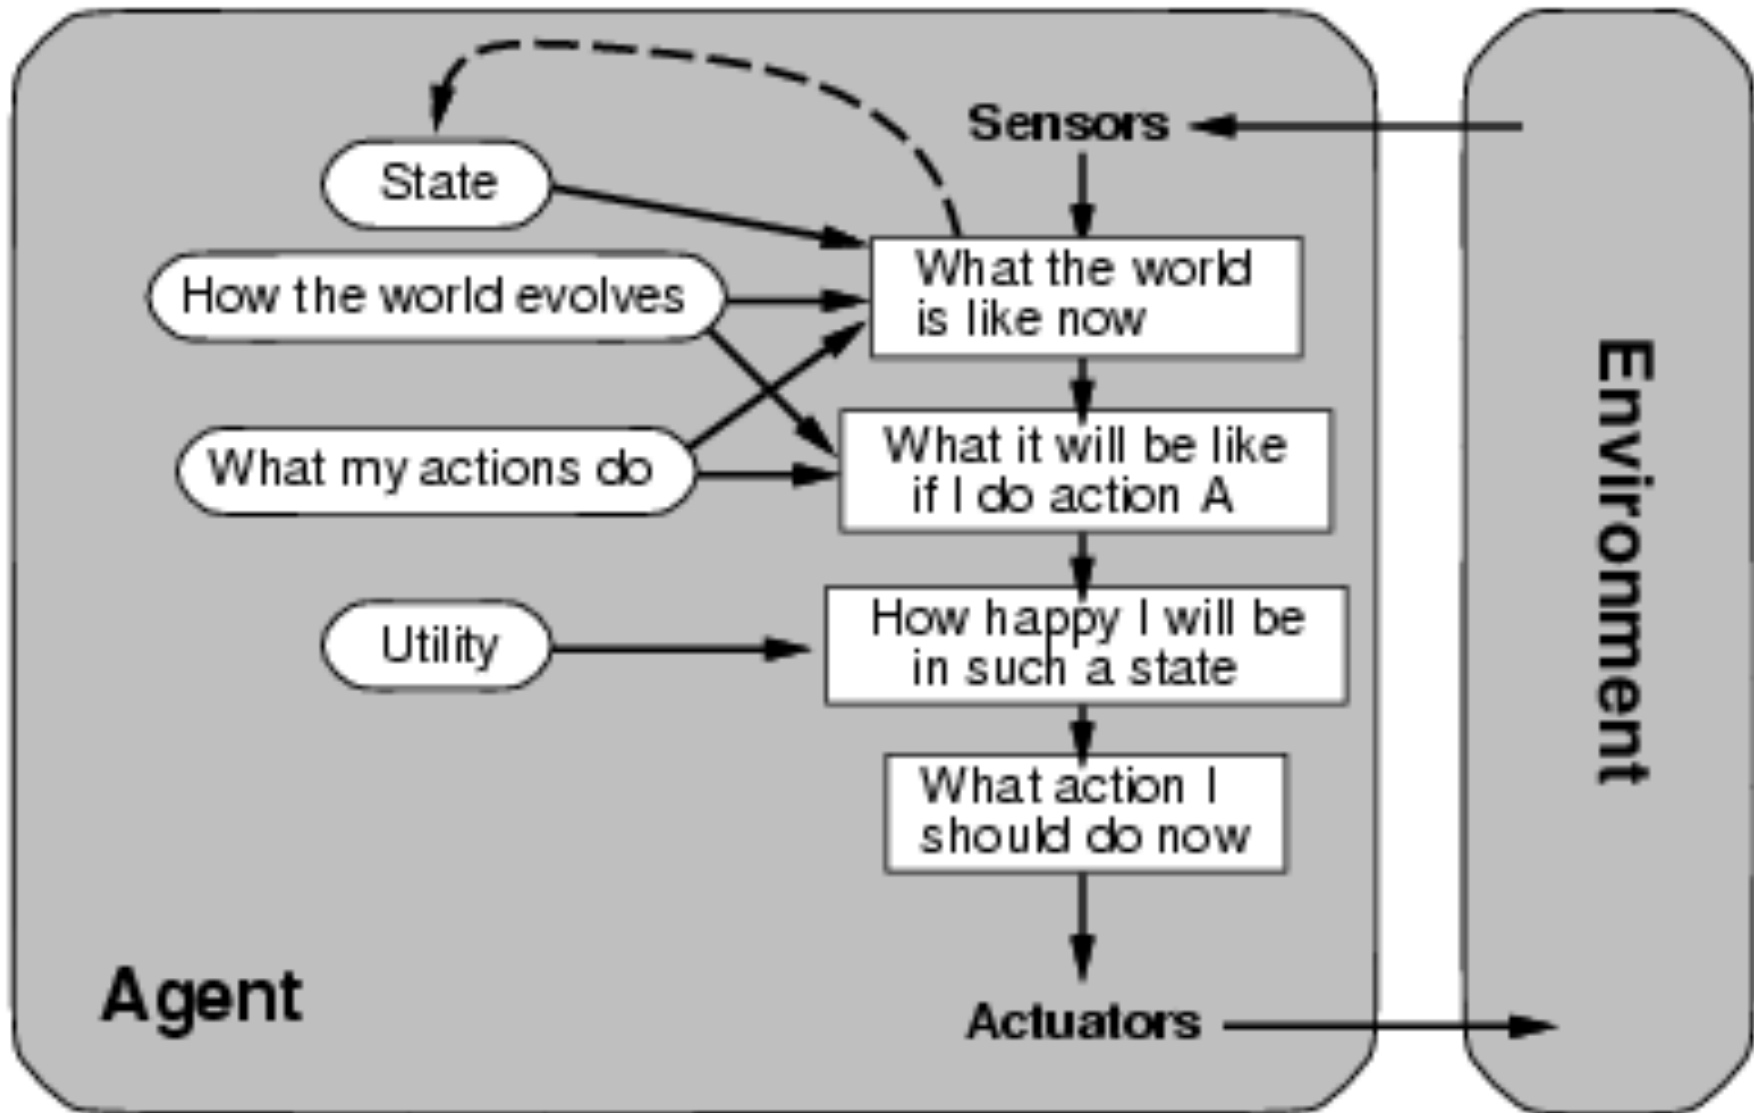 Sensors
State
What the world
is like now
How the world evolves
What it will be like
if I do action A
What my actions do
How happy I will be
in such a state
Utility
What action I
should do now
Agent
Actuators
Environment